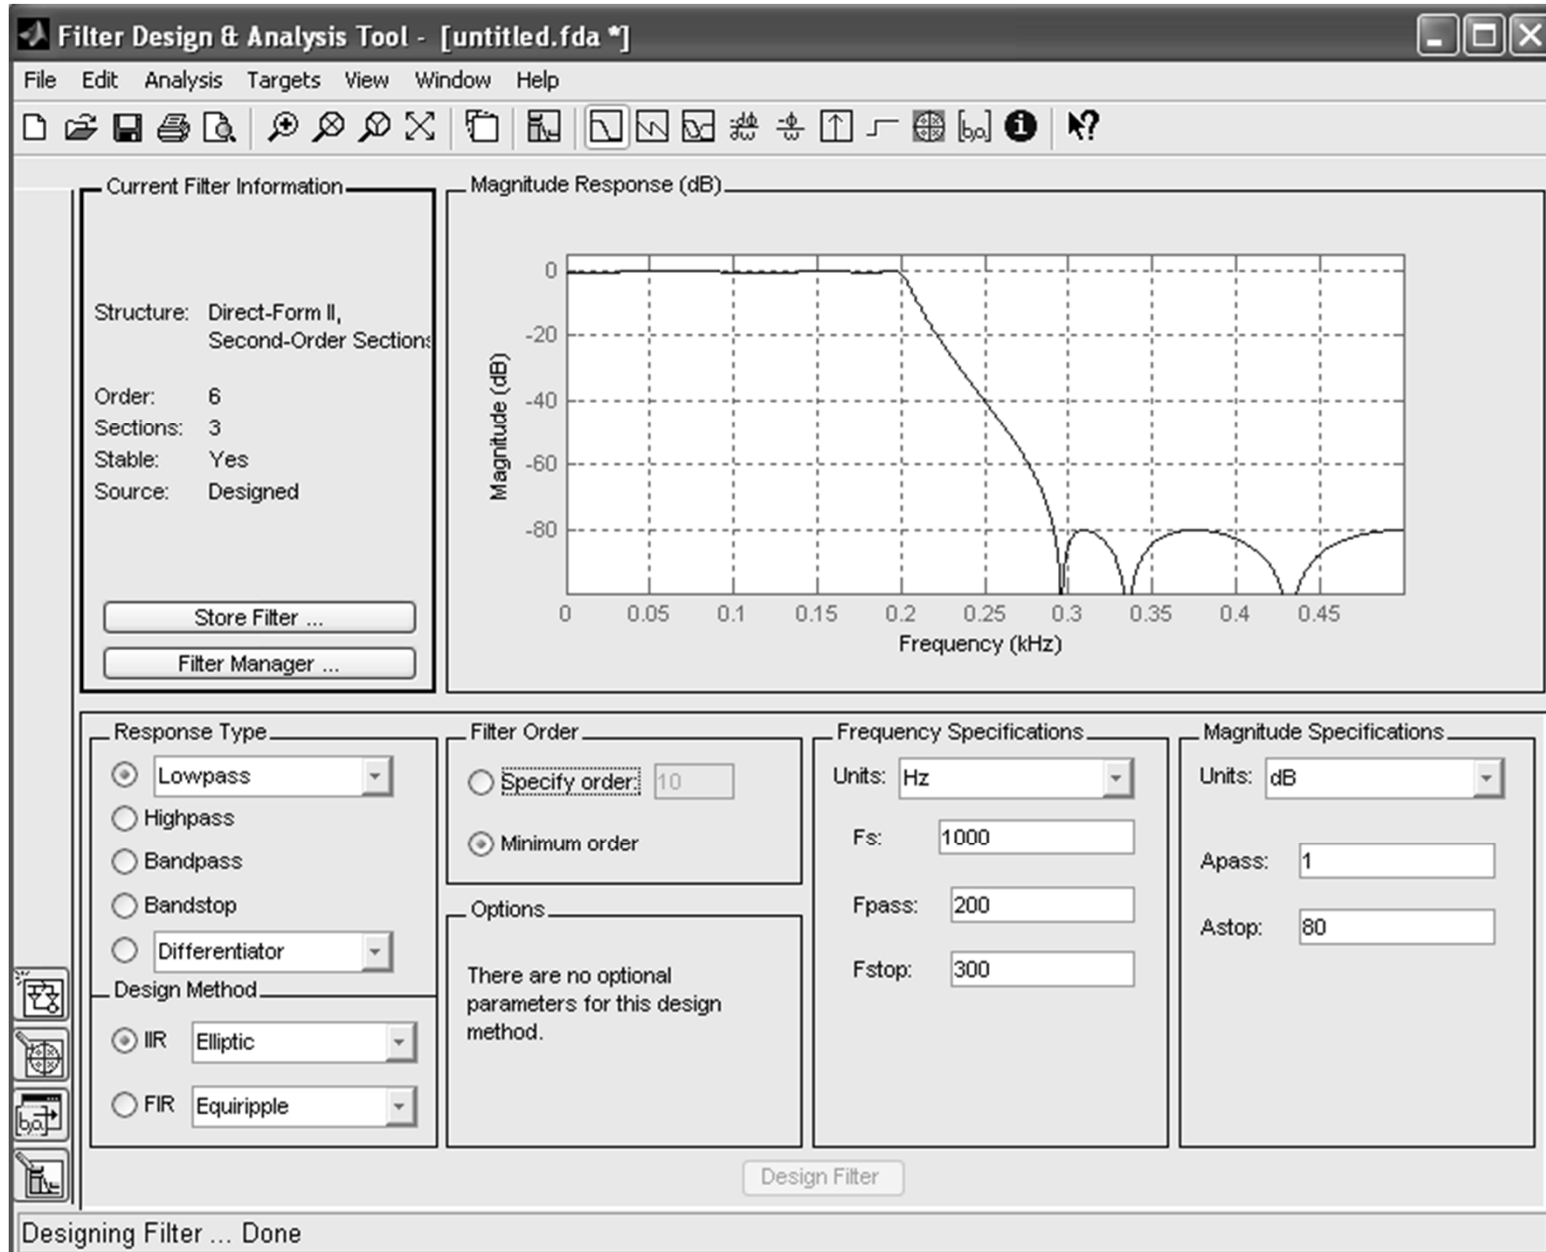 Filter Design & Analysis Tool - [untitled.fda *]
File Edit Analysis Targets View Window Help
Current Filter Information
Structure: Direct-Form II,
Second-Order Sections
Order: 6
Sections: 3
Stable: Yes
Source: Designed
Store Filter ...
Filter Manager ...
Magnitude Response (dB)
Magnitude (dB)
0
-20
-40
-60
-80
0 0.05 0.1 0.15 0.2 0.25 0.3 0.35 0.4 0.45
Frequency (kHz)
Response Type
Lowpass
Highpass
Bandpass
Bandstop
Differentiator
Design Method
IIR Elliptic
FIR Equiripple
Filter Order
Specify order: 10
Minimum order
Options
There are no optional
parameters for this design
method.
Frequency Specifications
Units: Hz
Fs: 1000
Fpass: 200
Fstop: 300
Magnitude Specifications
Units: dB
Apass: 1
Astop: 80
Design Filter
Designing Filter ... Done